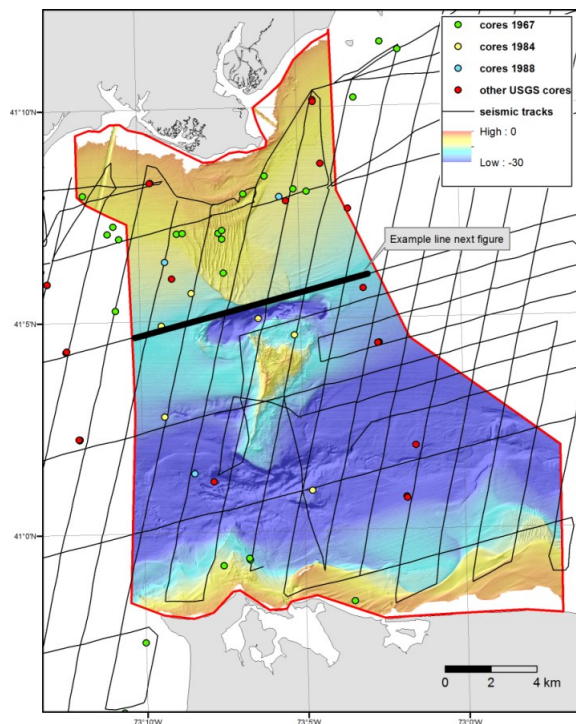 cores 1967
cores 1984
cores 1988
other USGS cores
seismic tracks
High : 0
Low : -30
41°10'N
Example line next figure
41°5'N
41°0'N
0 2 4 km
73°10'W 73°5'W 73°0'W